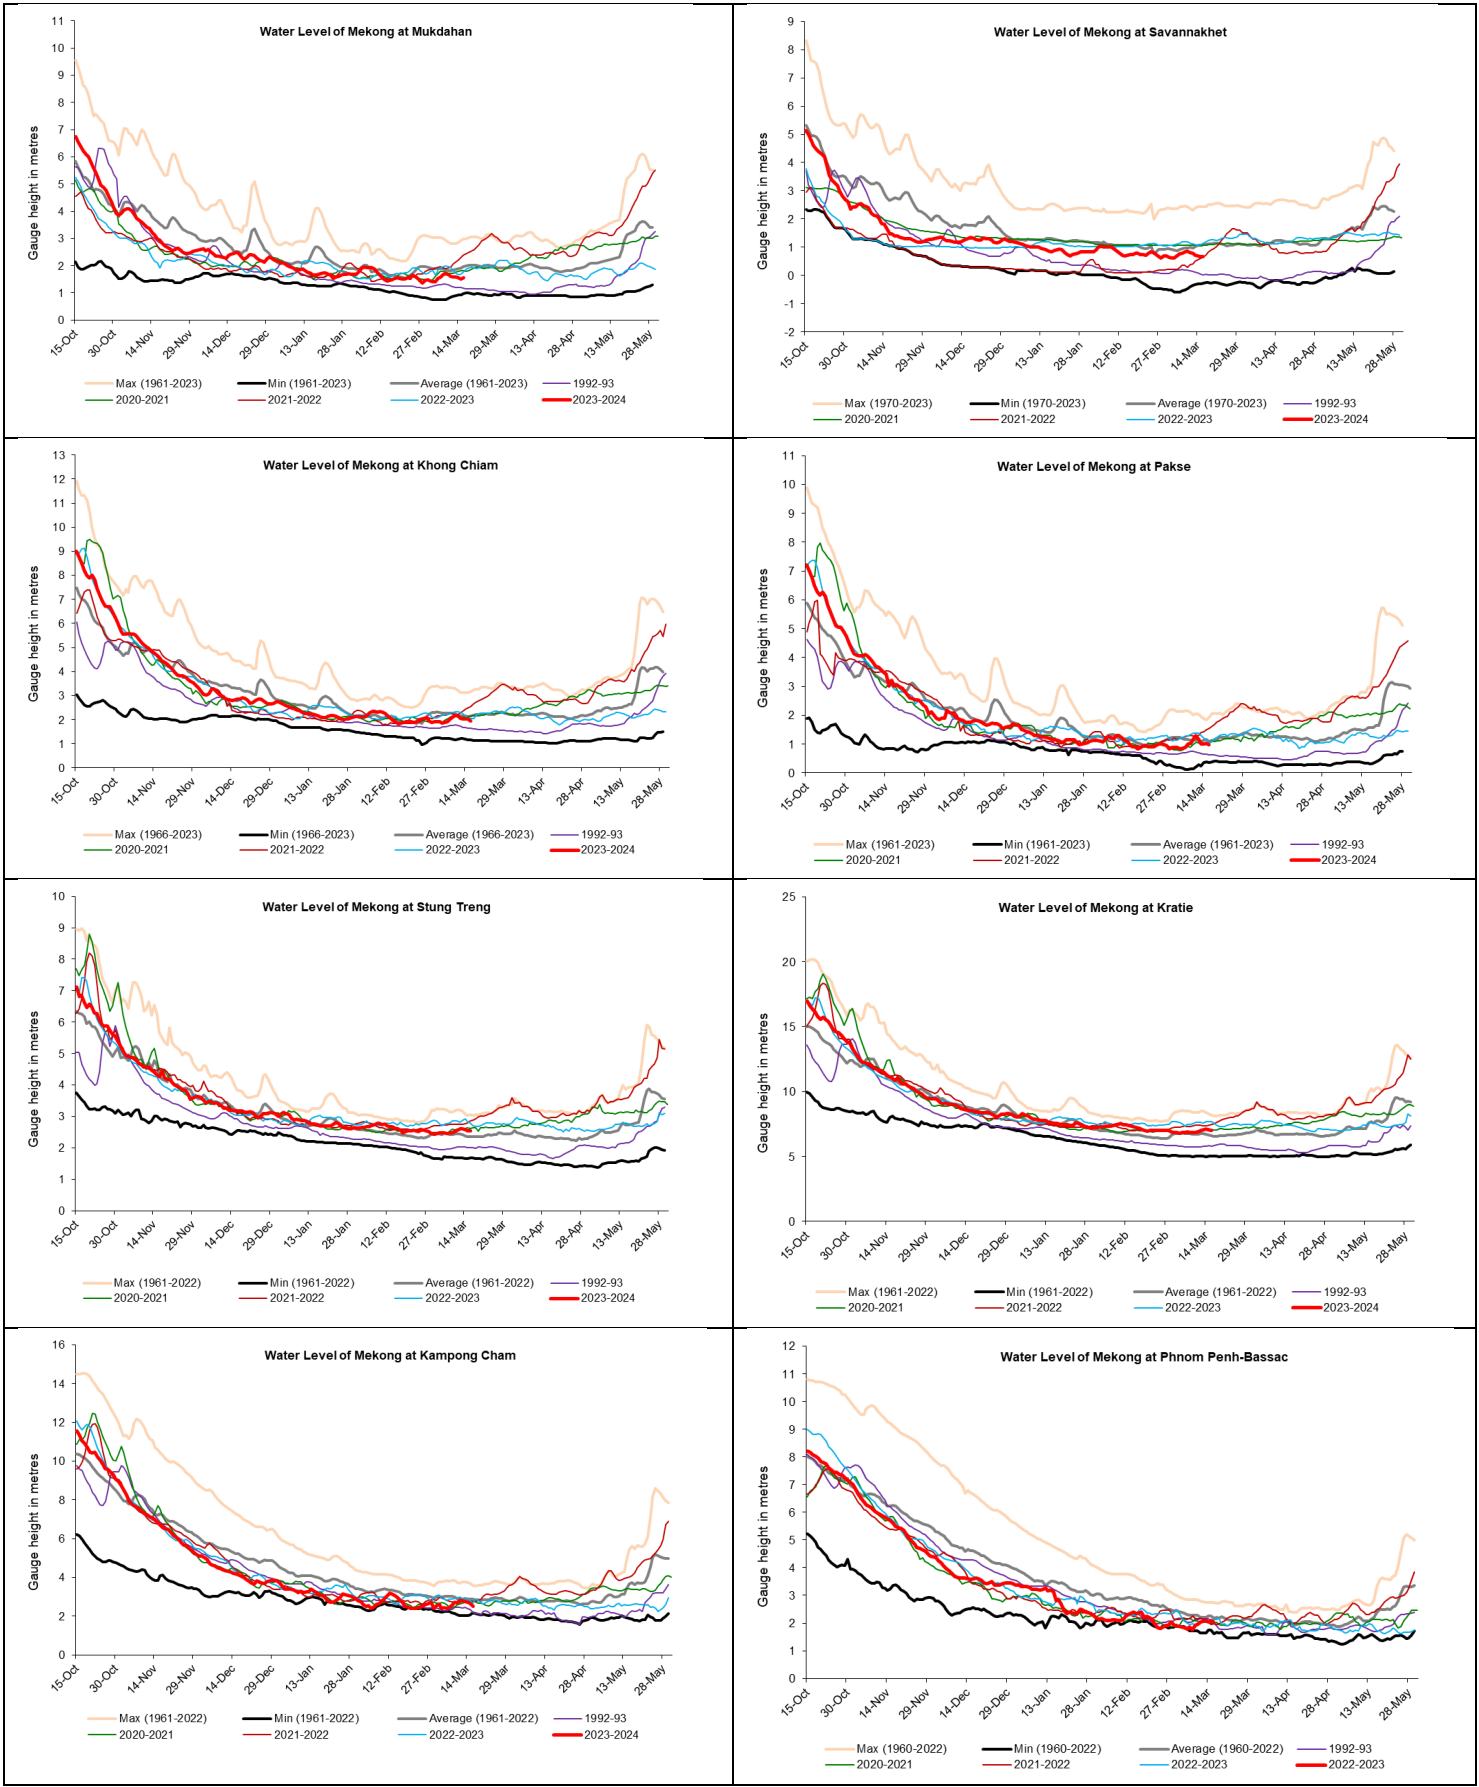 Water Level of Mekong at Mukdahan
Gauge height in metres
11
10
9
8
7
6
5
4
3
2
1
0
15-Oct 30-Oct 14-Nov 29-Nov 14-Dec 29-Dec 13-Jan 28-Jan 12-Feb 27-Feb 14-Mar 29-Mar 13-Apr 28-Apr 13-May 28-May
Max (1961-2023) Min (1961-2023) Average (1961-2023) 1992-93
2020-2021 2021-2022 2022-2023 2023-2024
Water Level of Mekong at Savannakhet
Gauge height in metres
9
8
7
6
5
4
3
2
1
0
-1
-2
15-Oct 30-Oct 14-Nov 29-Nov 14-Dec 29-Dec 13-Jan 28-Jan 12-Feb 27-Feb 14-Mar 29-Mar 13-Apr 28-Apr 13-May 28-May
Max (1970-2023) Min (1970-2023) Average (1970-2023) 1992-93
2020-2021 2021-2022 2022-2023 2023-2024
Water Level of Mekong at Khong Chiam
Gauge height in metres
13
12
11
10
9
8
7
6
5
4
3
2
1
0
15-Oct 30-Oct 14-Nov 29-Nov 14-Dec 29-Dec 13-Jan 28-Jan 12-Feb 27-Feb 14-Mar 29-Mar 13-Apr 28-Apr 13-May 28-May
Max (1966-2023) Min (1966-2023) Average (1966-2023) 1992-93
2020-2021 2021-2022 2022-2023 2023-2024
Water Level of Mekong at Pakse
Gauge height in metres
11
10
9
8
7
6
5
4
3
2
1
0
15-Oct 30-Oct 14-Nov 29-Nov 14-Dec 29-Dec 13-Jan 28-Jan 12-Feb 27-Feb 14-Mar 29-Mar 13-Apr 28-Apr 13-May 28-May
Max (1961-2023) Min (1961-2023) Average (1961-2023) 1992-93
2020-2021 2021-2022 2022-2023 2023-2024
Water Level of Mekong at Stung Treng
Gauge height in metres
10
9
8
7
6
5
4
3
2
1
0
15-Oct 30-Oct 14-Nov 29-Nov 14-Dec 29-Dec 13-Jan 28-Jan 12-Feb 27-Feb 14-Mar 29-Mar 13-Apr 28-Apr 13-May 28-May
Max (1961-2022) Min (1961-2022) Average (1961-2022) 1992-93
2020-2021 2021-2022 2022-2023 2023-2024
Water Level of Mekong at Kratie
Gauge height in metres
25
20
15
10
5
0
15-Oct 30-Oct 14-Nov 29-Nov 14-Dec 29-Dec 13-Jan 28-Jan 12-Feb 27-Feb 14-Mar 29-Mar 13-Apr 28-Apr 13-May 28-May
Max (1961-2022) Min (1961-2022) Average (1961-2022) 1992-93
2020-2021 2021-2022 2022-2023 2023-2024
Water Level of Mekong at Kampong Cham
Gauge height in metres
16
14
12
10
8
6
4
2
0
15-Oct 30-Oct 14-Nov 29-Nov 14-Dec 29-Dec 13-Jan 28-Jan 12-Feb 27-Feb 14-Mar 29-Mar 13-Apr 28-Apr 13-May 28-May
Max (1961-2022) Min (1961-2022) Average (1961-2022) 1992-93
2020-2021 2021-2022 2022-2023 2023-2024
Water Level of Mekong at Phnom Penh-Bassac
Gauge height in metres
12
11
10
9
8
7
6
5
4
3
2
1
0
15-Oct 30-Oct 14-Nov 29-Nov 14-Dec 29-Dec 13-Jan 28-Jan 12-Feb 27-Feb 14-Mar 29-Mar 13-Apr 28-Apr 13-May 28-May
Max (1960-2022) Min (1960-2022) Average (1960-2022) 1992-93
2020-2021 2021-2022 2022-2023 2022-2023